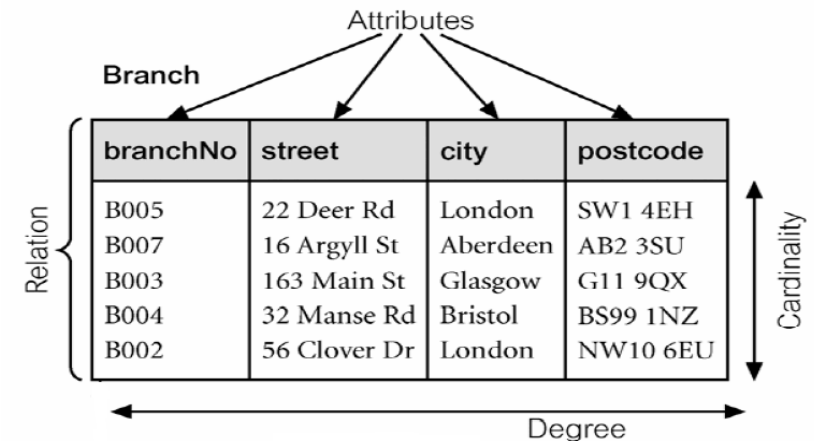 Attributes
Branch
branchNo street city postcode
B005 22 Deer Rd London SW1 4EH
B007 16 Argyll St Aberdeen AB2 3SU
B003 163 Main St Glasgow G11 9QX
B004 32 Manse Rd Bristol BS99 1NZ
B002 56 Clover Dr London NW10 6EU
Relation
Cardinality
Degree